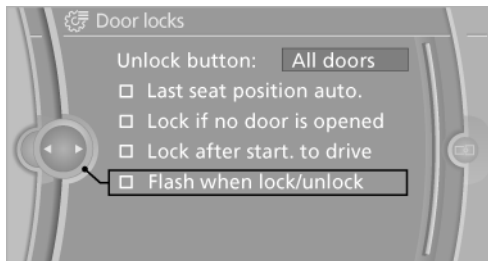 Door locks
Unlock button: All doors
Last seat position auto.
Lock if no door is opened
Lock after start. to drive
Flash when lock/unlock